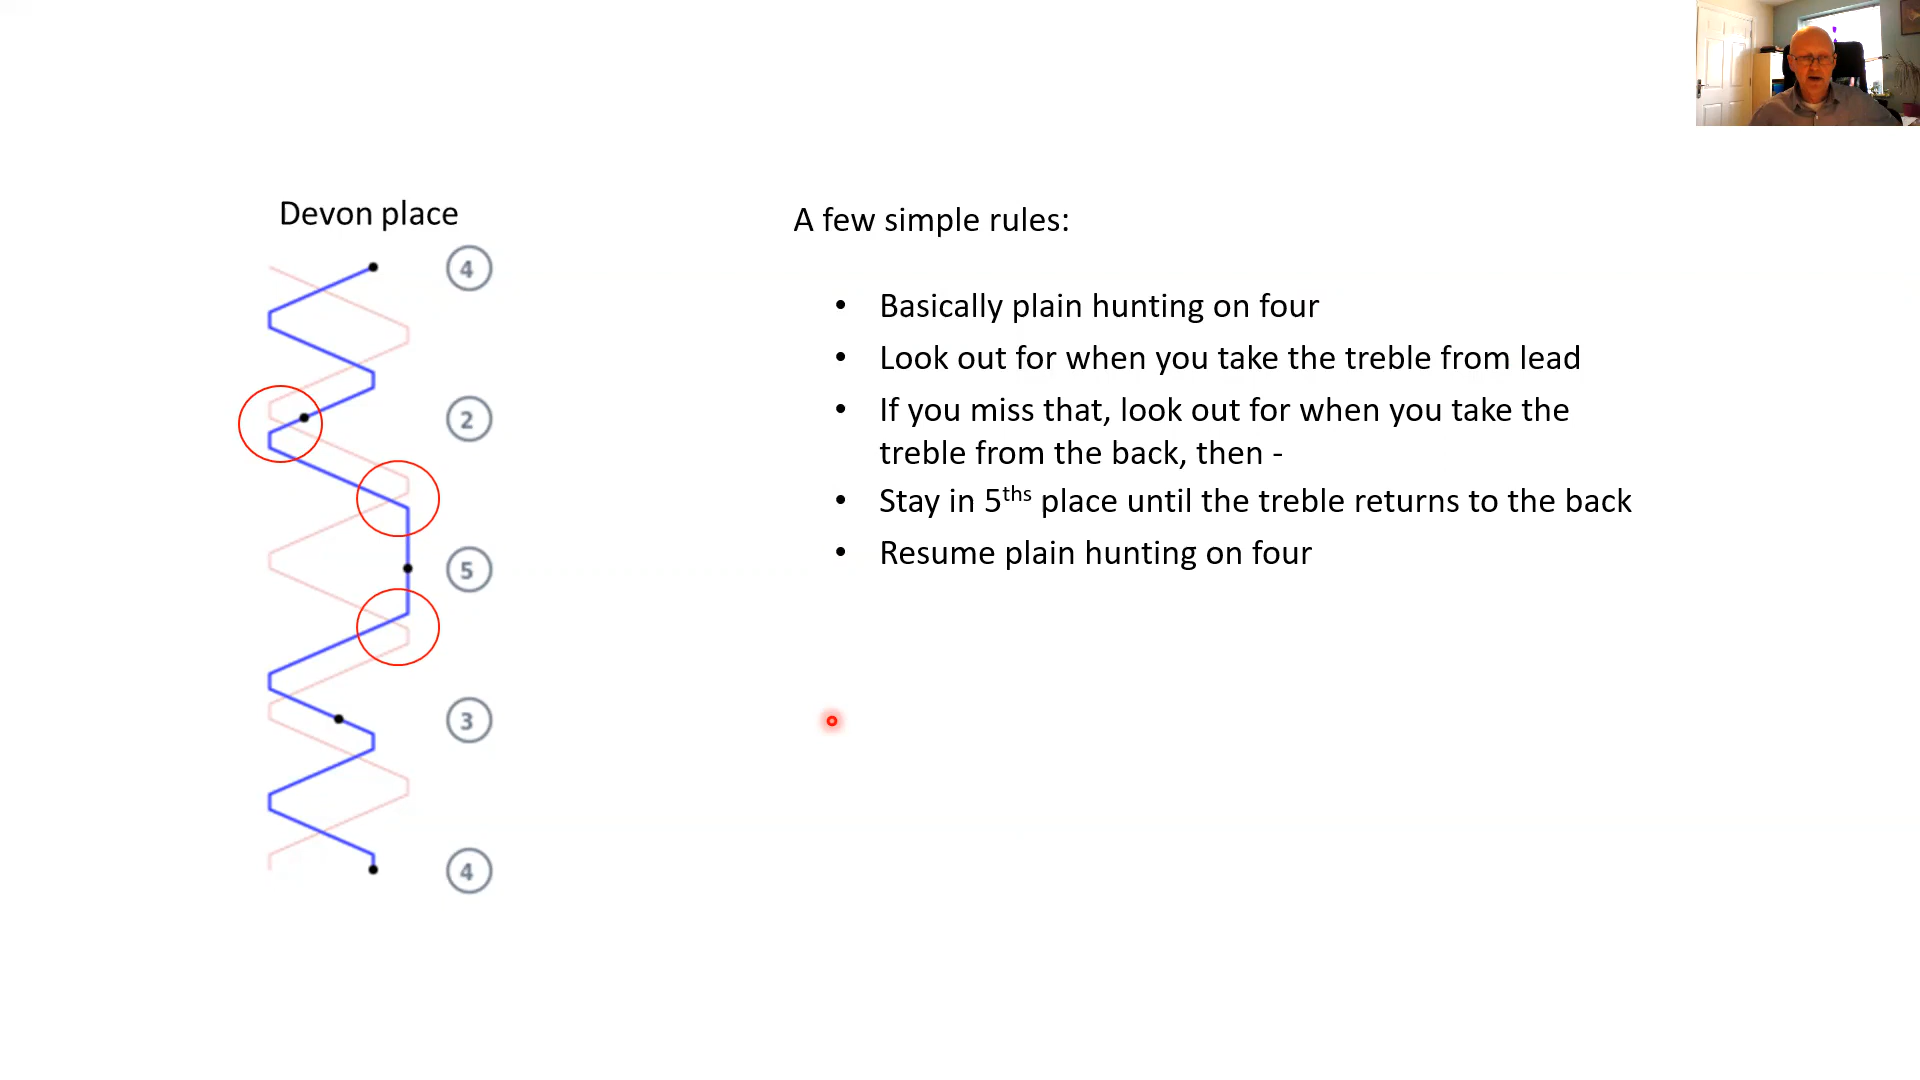 Devon place
4
2
5
3
4
A few simple rules:
• Basically plain hunting on four
• Look out for when you take the treble from lead
• If you miss that, look out for when you take the
treble from the back, then -
• Stay in 5ths place until the treble returns to the back
• Resume plain hunting on four